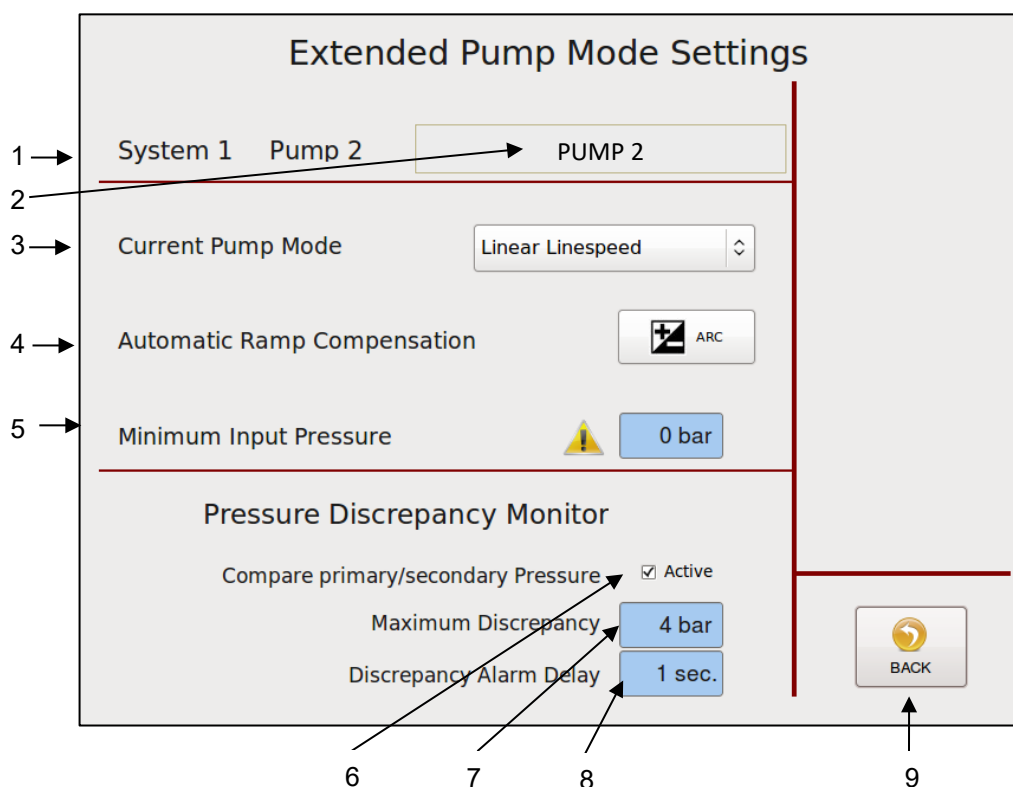 Extended Pump Mode Settings
1 System 1 Pump 2 PUMP 2
2
3 Current Pump Mode Linear Linespeed
4 Automatic Ramp Compensation ARC
5 Minimum Input Pressure 0 bar
Pressure Discrepancy Monitor
Compare primary/secondary Pressure Active
Maximum Discrepancy 4 bar
Discrepancy Alarm Delay 1 sec.
BACK
6 7 8 9